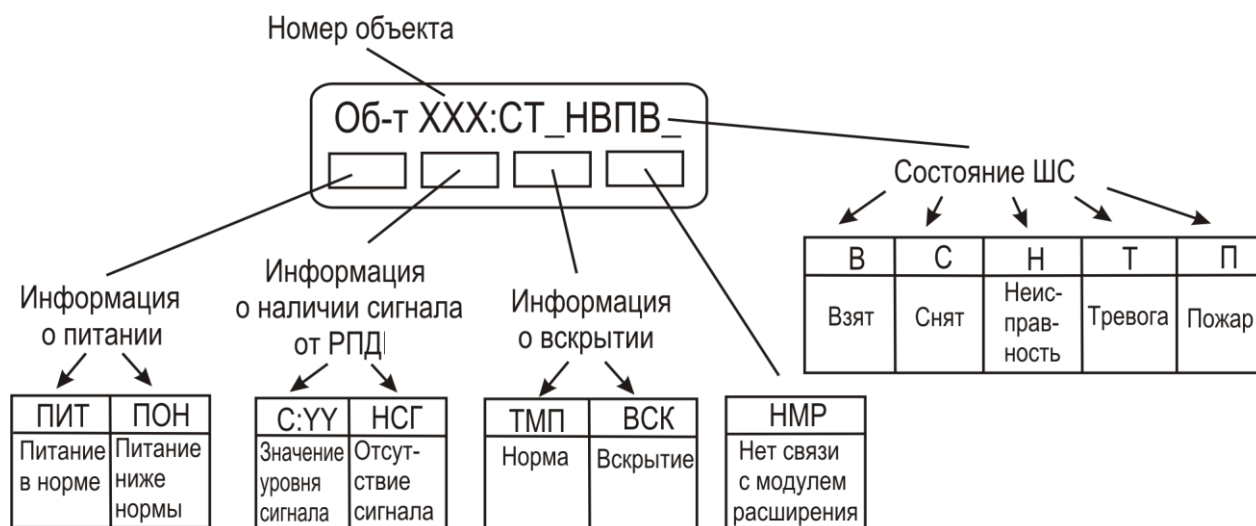 Номер объекта
Об-т XXX:СТ_НВПВ_
Состояние ШС
В С Н Т П
Взят
Снят
Неис-
прав-
ность
Тревога
Пожар
Информация
о питании
ПИТ ПОН
Питание
в норме
Питание
ниже
нормы
Информация
о наличии сигнала
от РПД
С:YY НСГ
Значение
уровня
сигнала
Отсут-
ствие
сигнала
Информация
о вскрытии
ТМП ВСК
Норма
Вскрытие
НМР
Нет связи
с модулем
расширения